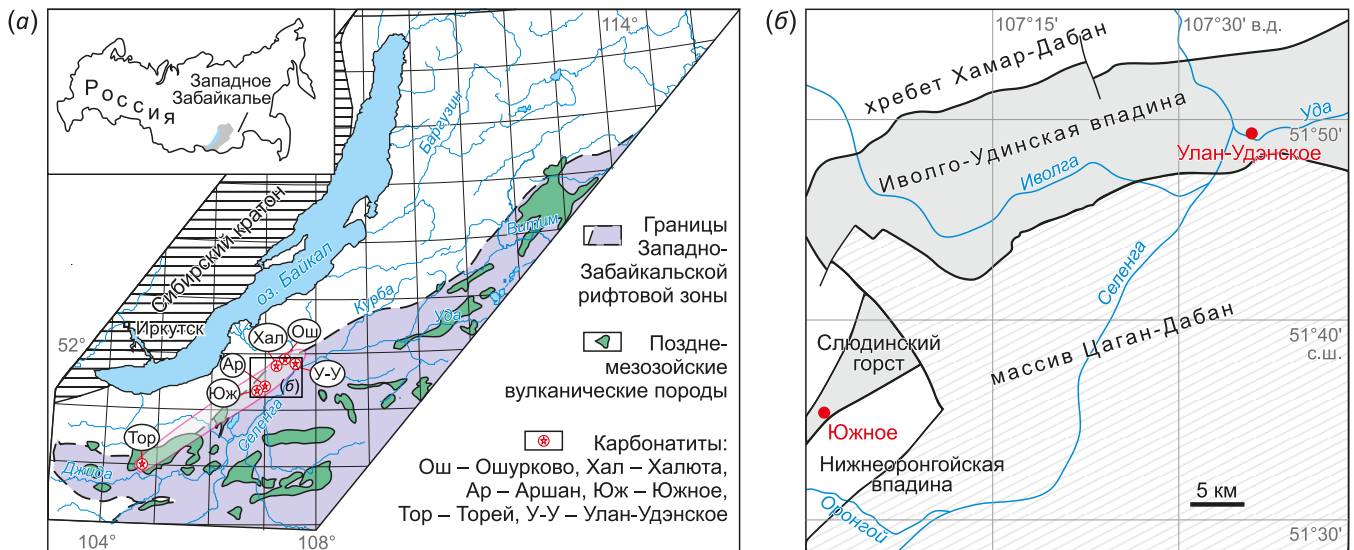 (а)
114°
Россия
Западное
Забайкалье
Баргузин
Сибирский кратон
оз. Байкал
Витим
Курба
Уда
Иркутск
52°
Хал
Ош
Ар
У-У
(б)
Юж
Селенга
Тор
Джида
104°
108°
Границы
Западно-
Забайкальской
рифтовой зоны
Поздне-
мезозойские
вулканические породы
Карбонатиты:
Ош – Ошурково, Хал – Халюта,
Ар – Аршан, Юж – Южное,
Тор – Торей, У-У – Улан-Удэнское
(б)
107°15'
107°30' в.д.
хребет Хамар-Дабан
Иволго-Удинская впадина
Уда
51°50'
Улан-Удэнское
Иволга
Селенга
51°40'
с.ш.
Слюдинский
горст
массив Цаган-Дабан
Южное
Нижнеоронгойская
впадина
5 км
Оронгой
51°30'